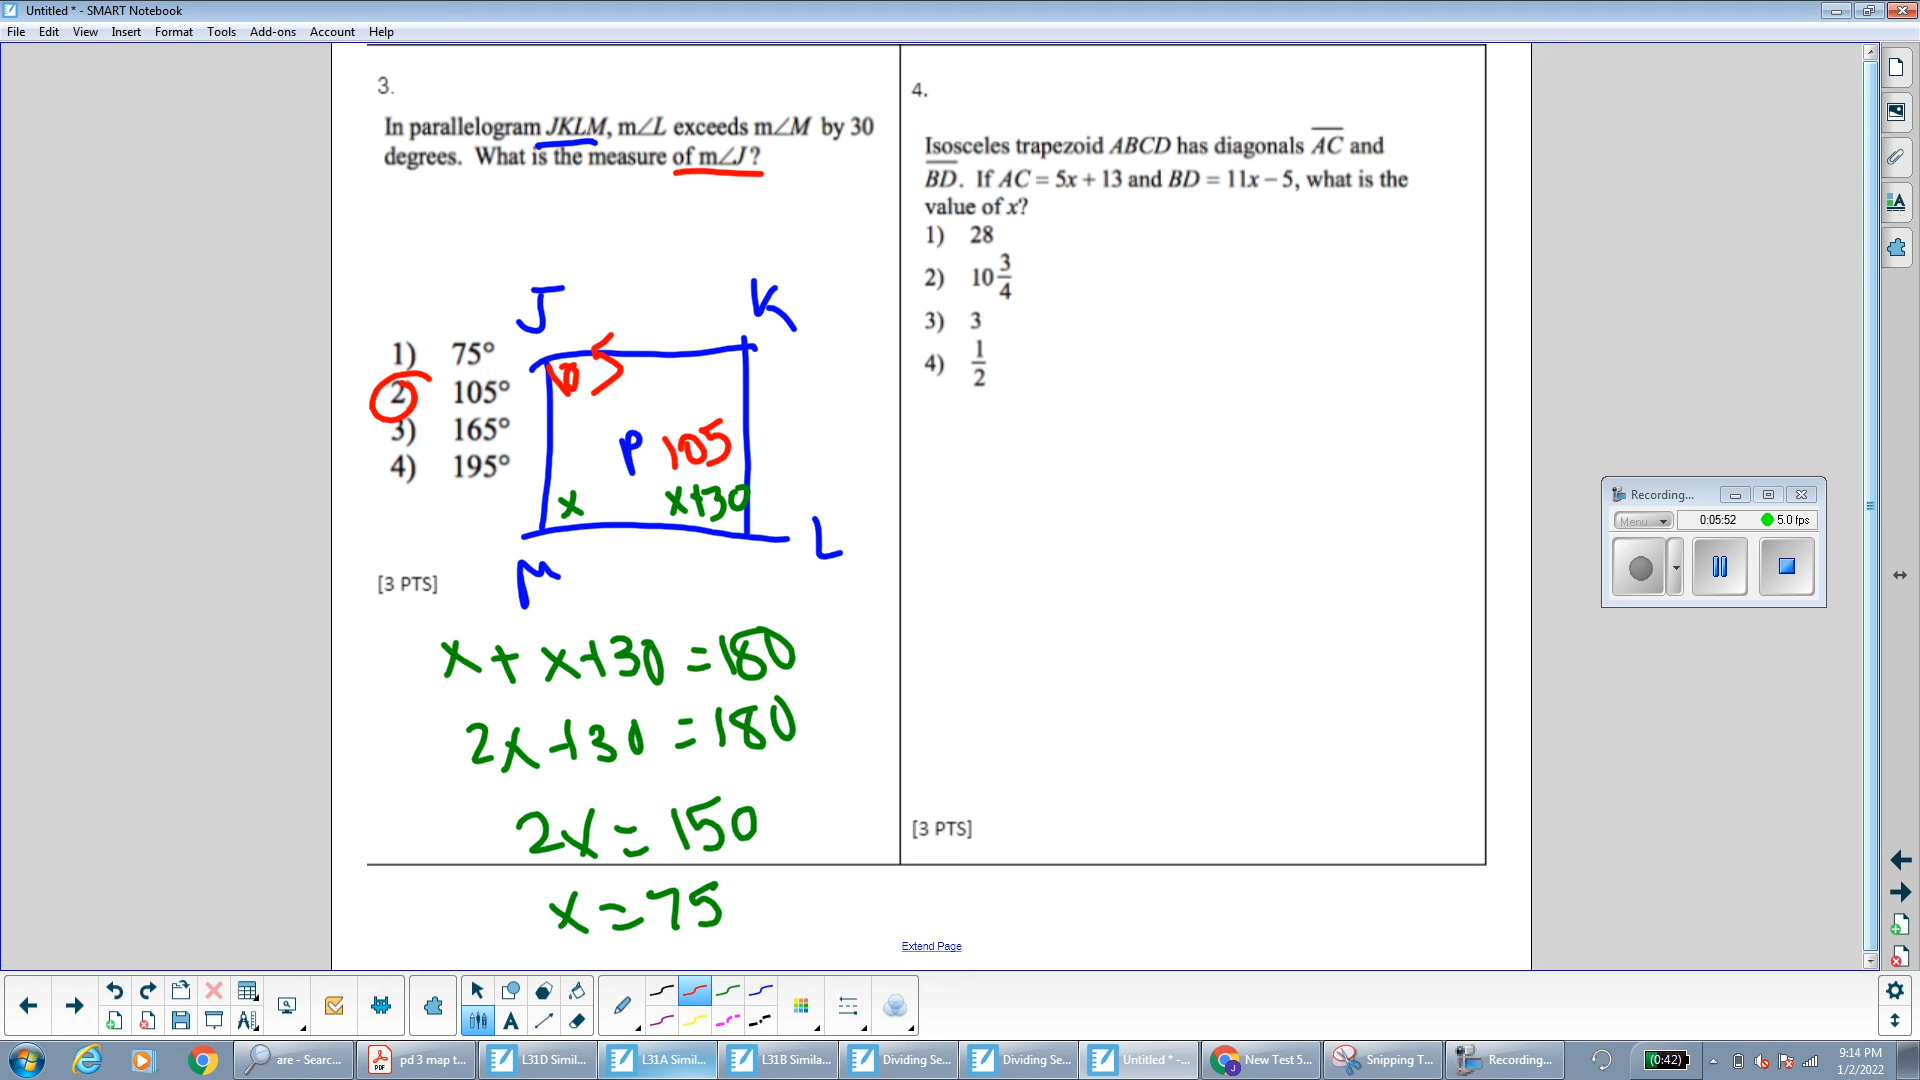 Untitled * - SMART Notebook
File Edit View Insert Format Tools Add-ons Account Help
3.
In parallelogram JKLM, m∠L exceeds m∠M by 30
degrees. What is the measure of m∠J?
J K
1) 75°
2) 105°
3) 165°
4) 195°
P 105
x x+30
M L
[3 PTS]
x + x+30 = 180
2x+30 = 180
2x = 150
x = 75
4.
Isosceles trapezoid ABCD has diagonals AC and
BD. If AC = 5x + 13 and BD = 11x − 5, what is the
value of x?
1) 28
2) 10 3/4
3) 3
4) 1/2
[3 PTS]
Extend Page
Recording...
Menu 0:05:52 5.0 fps
are - Searc... pd 3 map t... L31D Simil... L31A Simil... L31B Simila... Dividing Se... Dividing Se... Untitled * -... New Test 5... Snipping T... Recording... (0:42) 9:14 PM
1/2/2022